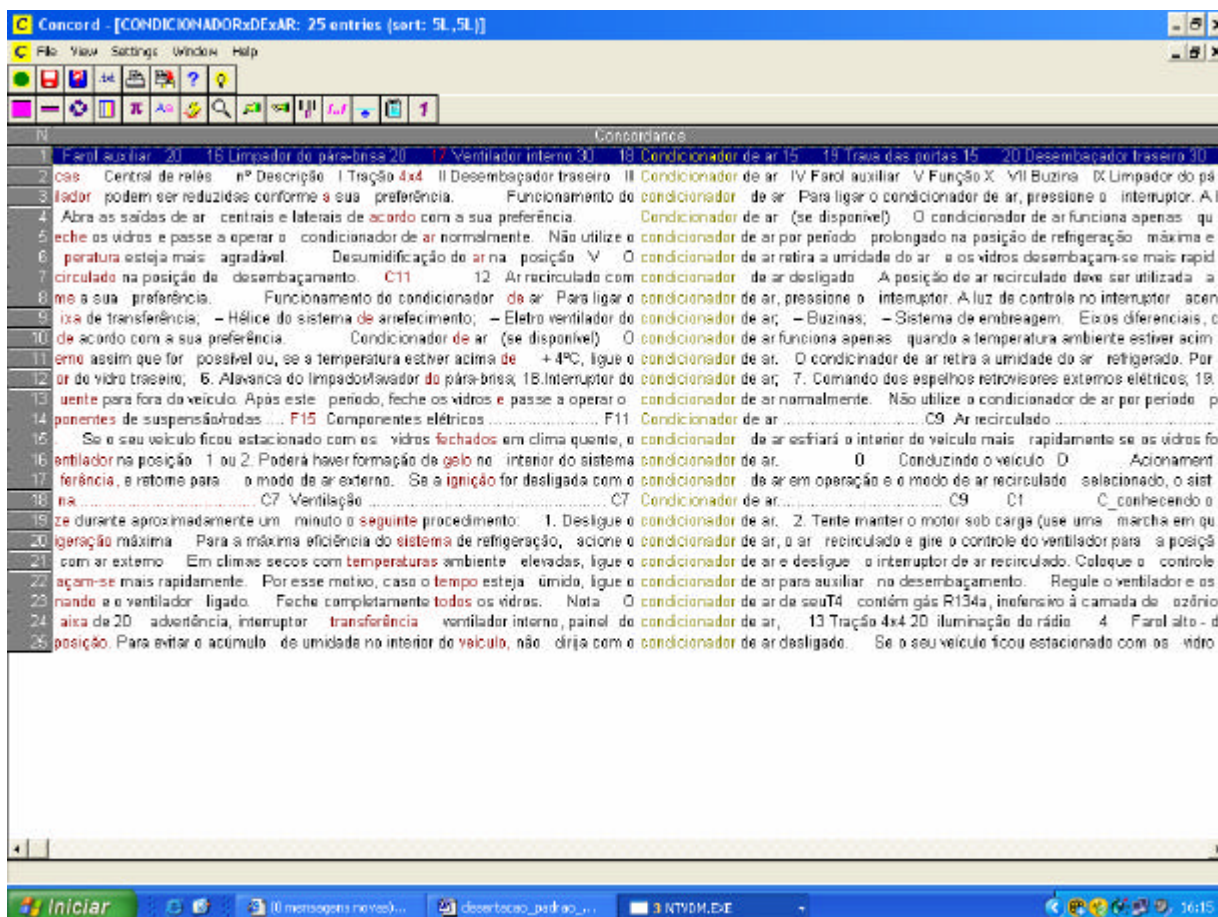 Concord - [CONDICIONADORxDExAR: 25 entries (sort: 5L,5L)]
File View Settings Window Help
N Concordance
1 Farol auxiliar 20 16 Limpador do pára-brisa 20 17 Ventilador interno 30 18 Condicionador de ar 15 19 Trava das portas 15 20 Desembaçador traseiro 30
2 cas Central de relés nº Descrição I Tração 4x4 II Desembaçador traseiro III Condicionador de ar IV Farol auxiliar V Função X VII Buzina IX Limpador do pá
3 ilador podem ser reduzidas conforme a sua preferência. Funcionamento do condicionador de ar Para ligar o condicionador de ar, pressione o interruptor. A l
4 Abra as saídas de ar centrais e laterais de acordo com a sua preferência. Condicionador de ar (se disponível) O condicionador de ar funciona apenas qu
5 eche os vidros e passe a operar o condicionador de ar normalmente. Não utilize o condicionador de ar por período prolongado na posição de refrigeração máxima e
6 peratura esteja mais agradável. Desumidificação do ar na posição V O condicionador de ar retira a umidade do ar e os vidros desembaçam-se mais rapid
7 circulado na posição de desembaçamento. C11 12 Ar recirculado com condicionador de ar desligado A posição de ar recirculado deve ser utilizada a
8 me a sua preferência. Funcionamento do condicionador de ar Para ligar o condicionador de ar, pressione o interruptor. A luz de controle no interruptor acen
9 ixa de transferência; – Hélice do sistema de arrefecimento; – Eletro ventilador do condicionador de ar; – Buzinas; – Sistema de embreagem. Eixos diferenciais, c
10 de acordo com a sua preferência. Condicionador de ar (se disponível) O condicionador de ar funciona apenas quando a temperatura ambiente estiver acim
11 erno assim que for possível ou, se a temperatura estiver acima de + 4ºC, ligue o condicionador de ar. O condicinador de ar retira a umidade do ar refrigerado. Por
12 or do vidro traseiro; 6. Alavanca do limpador/lavador do pára-brisa; 18.Interruptor do condicionador de ar; 7. Comando dos espelhos retrovisores externos elétricos; 19.
13 uente para fora do veículo. Após este período, feche os vidros e passe a operar o condicionador de ar normalmente. Não utilize o condicionador de ar por período p
14 ponentes de suspensão/rodas .... F15 Componentes elétricos ........................ F11 Condicionador de ar .............................. C9 Ar recirculado ..............................
15 Se o seu veículo ficou estacionado com os vidros fechados em clima quente, o condicionador de ar esfriará o interior do veículo mais rapidamente se os vidros fo
16 entilador na posição 1 ou 2. Poderá haver formação de gelo no interior do sistema condicionador de ar. 0 Conduzindo o veículo D Acionament
17 ferência, e retorne para o modo de ar externo. Se a ignição for desligada com o condicionador de ar em operação e o modo de ar recirculado selecionado, o sist
18 na........................................ C7 Ventilação ........................................ C7 Condicionador de ar.................................... C9 C1 C_conhecendo o
19 ze durante aproximadamente um minuto o seguinte procedimento: 1. Desligue o condicionador de ar. 2. Tente manter o motor sob carga (use uma marcha em qu
20 igeração máxima Para a máxima eficiência do sistema de refrigeração, acione o condicionador de ar, o ar recirculado e gire o controle do ventilador para a posiçã
21 com ar externo Em climas secos com temperaturas ambiente elevadas, ligue o condicionador de ar e desligue o interruptor de ar recirculado. Coloque o controle
22 açam-se mais rapidamente. Por esse motivo, caso o tempo esteja úmido, ligue o condicionador de ar para auxiliar no desembaçamento. Regule o ventilador e os
23 nando e o ventilador ligado. Feche completamente todos os vidros. Nota O condicionador de ar de seuT4 contém gás R134a, inofensivo à camada de ozônio
24 aixa de 20 advertência, interruptor transferência ventilador interno, painel do condicionador de ar, 13 Tração 4x4 20 iluminação do rádio 4 Farol alto - d
25 posição. Para evitar o acúmulo de umidade no interior do veículo, não dirija com o condicionador de ar desligado. Se o seu veículo ficou estacionado com os vidro
Iniciar (0 mensagens novas)... desertacao_padrao_... 3 NTVDM.EXE 16:15